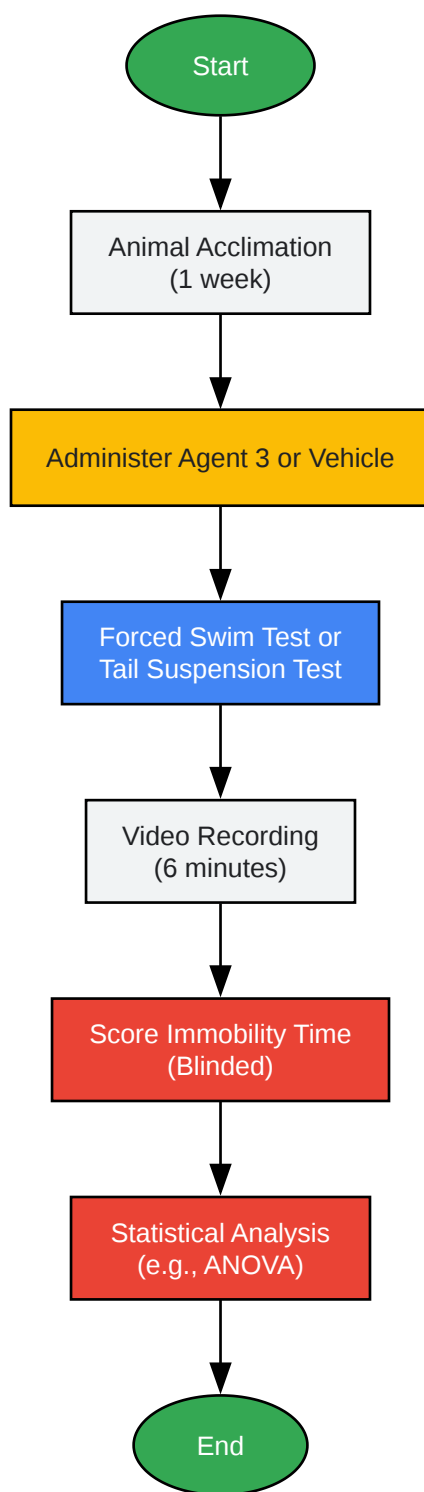 Start
Animal Acclimation
(1 week)
Administer Agent 3 or Vehicle
Forced Swim Test or
Tail Suspension Test
Video Recording
(6 minutes)
Score Immobility Time
(Blinded)
Statistical Analysis
(e.g., ANOVA)
End